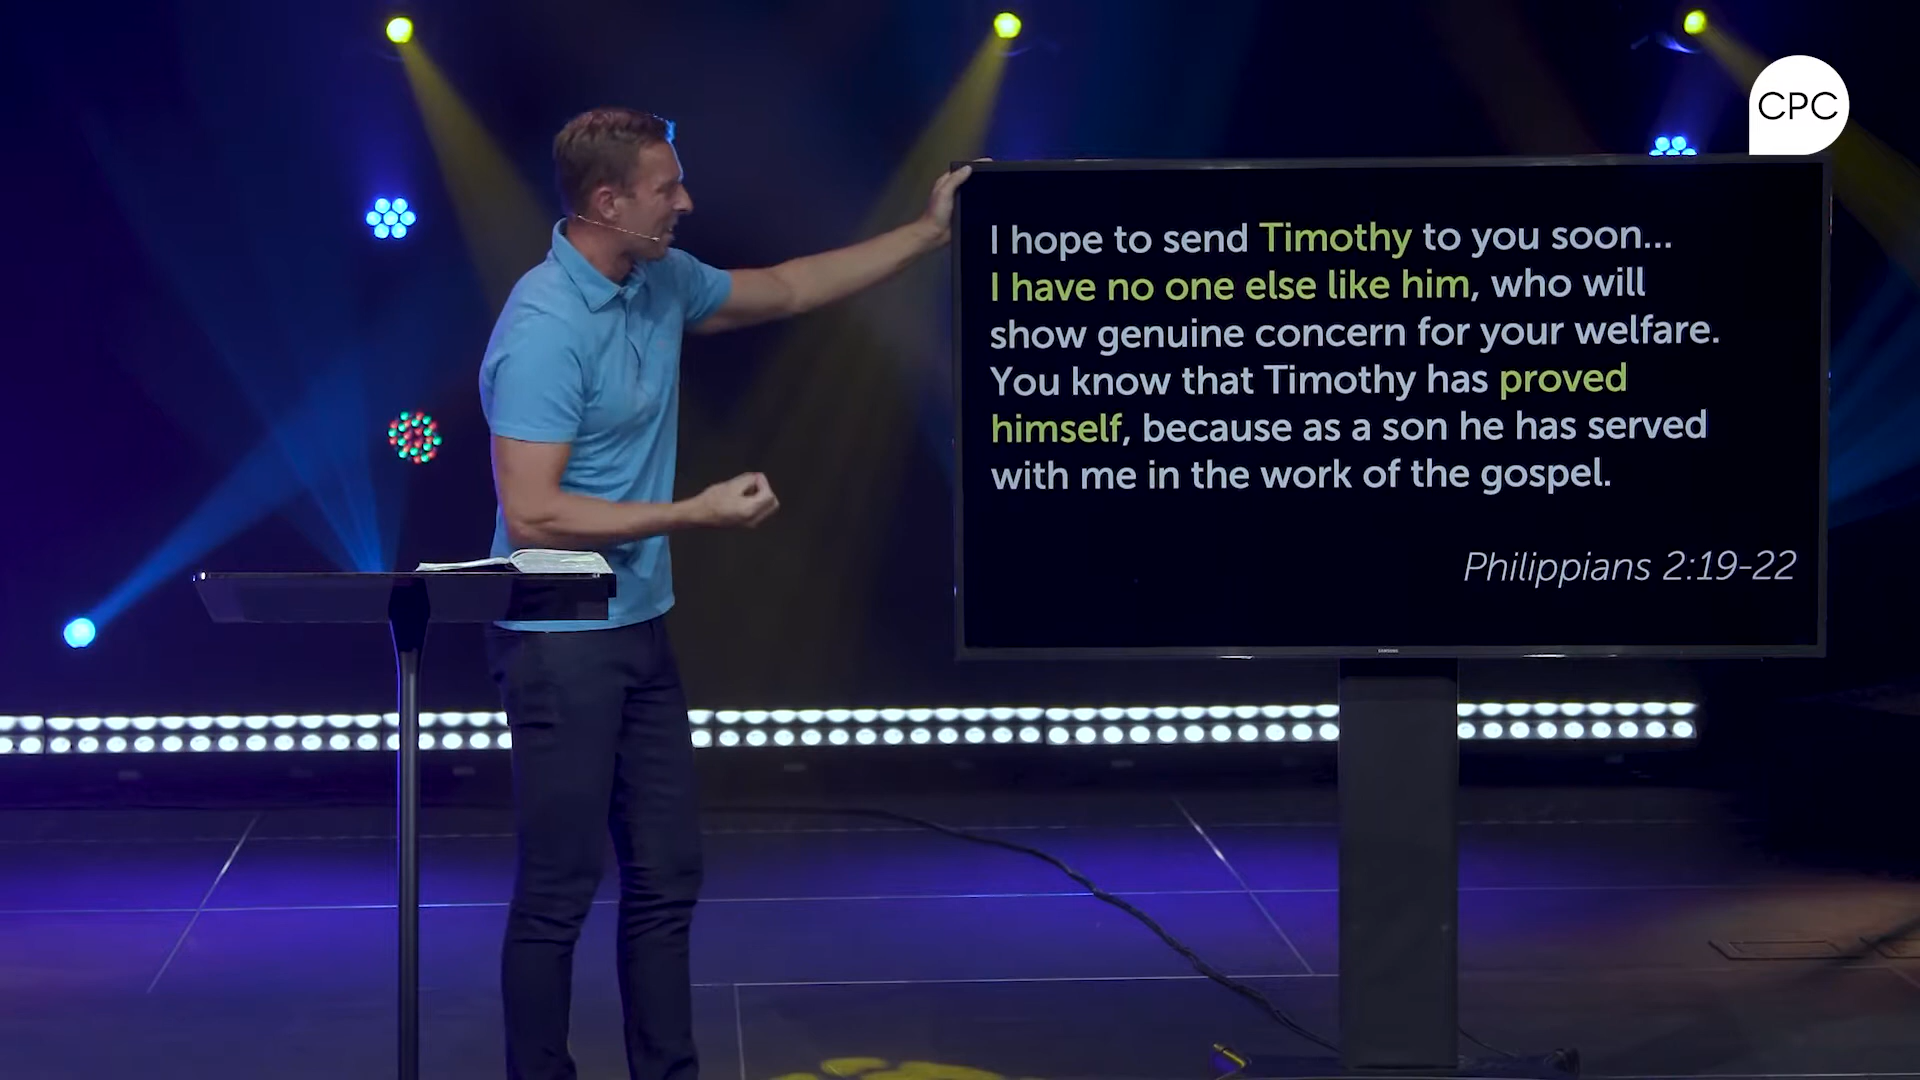 CPC
I hope to send Timothy to you soon...
I have no one else like him, who will
show genuine concern for your welfare.
You know that Timothy has proved
himself, because as a son he has served
with me in the work of the gospel.
Philippians 2:19-22
SAMSUNG